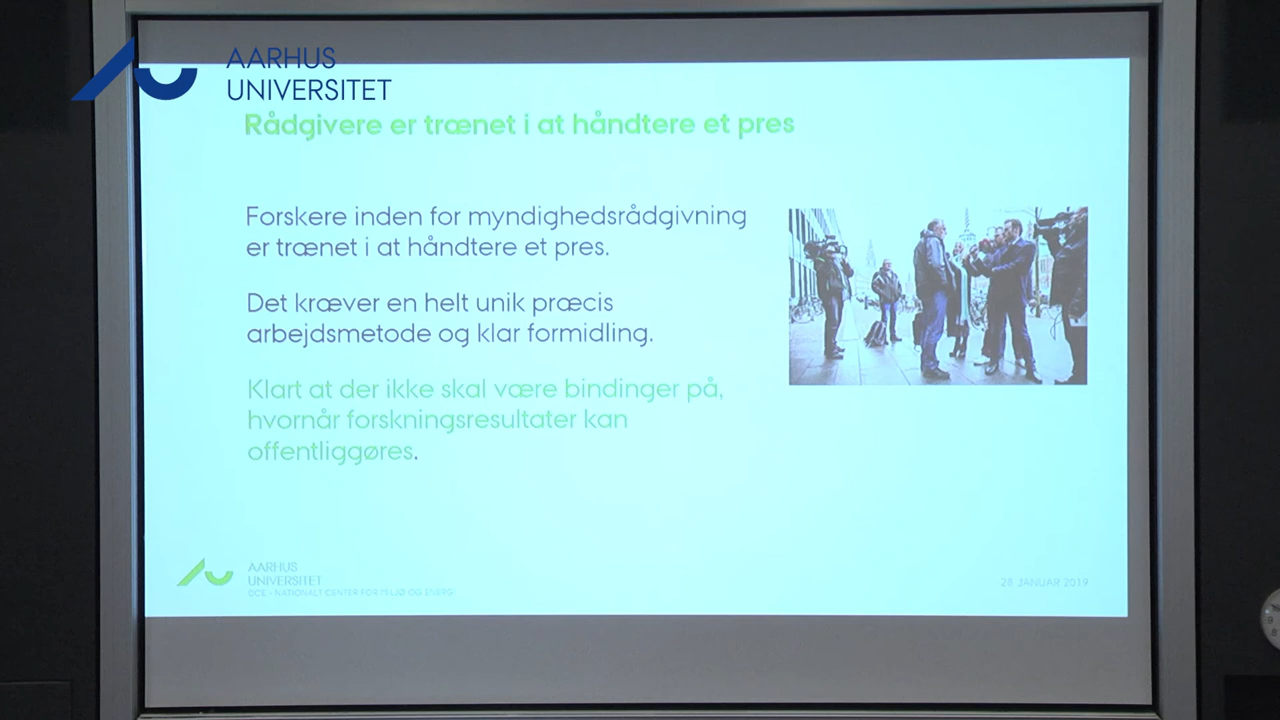 AARHUS
UNIVERSITET
Rådgivere er trænet i at håndtere et pres
Forskere inden for myndighedsrådgivning
er trænet i at håndtere et pres.
Det kræver en helt unik præcis
arbejdsmetode og klar formidling.
Klart at der ikke skal være bindinger på,
hvornår forskningsresultater kan
offentliggøres.
AARHUS
UNIVERSITET
DCE - NATIONALT CENTER FOR MILJØ OG ENERGI
28 JANUAR 2019